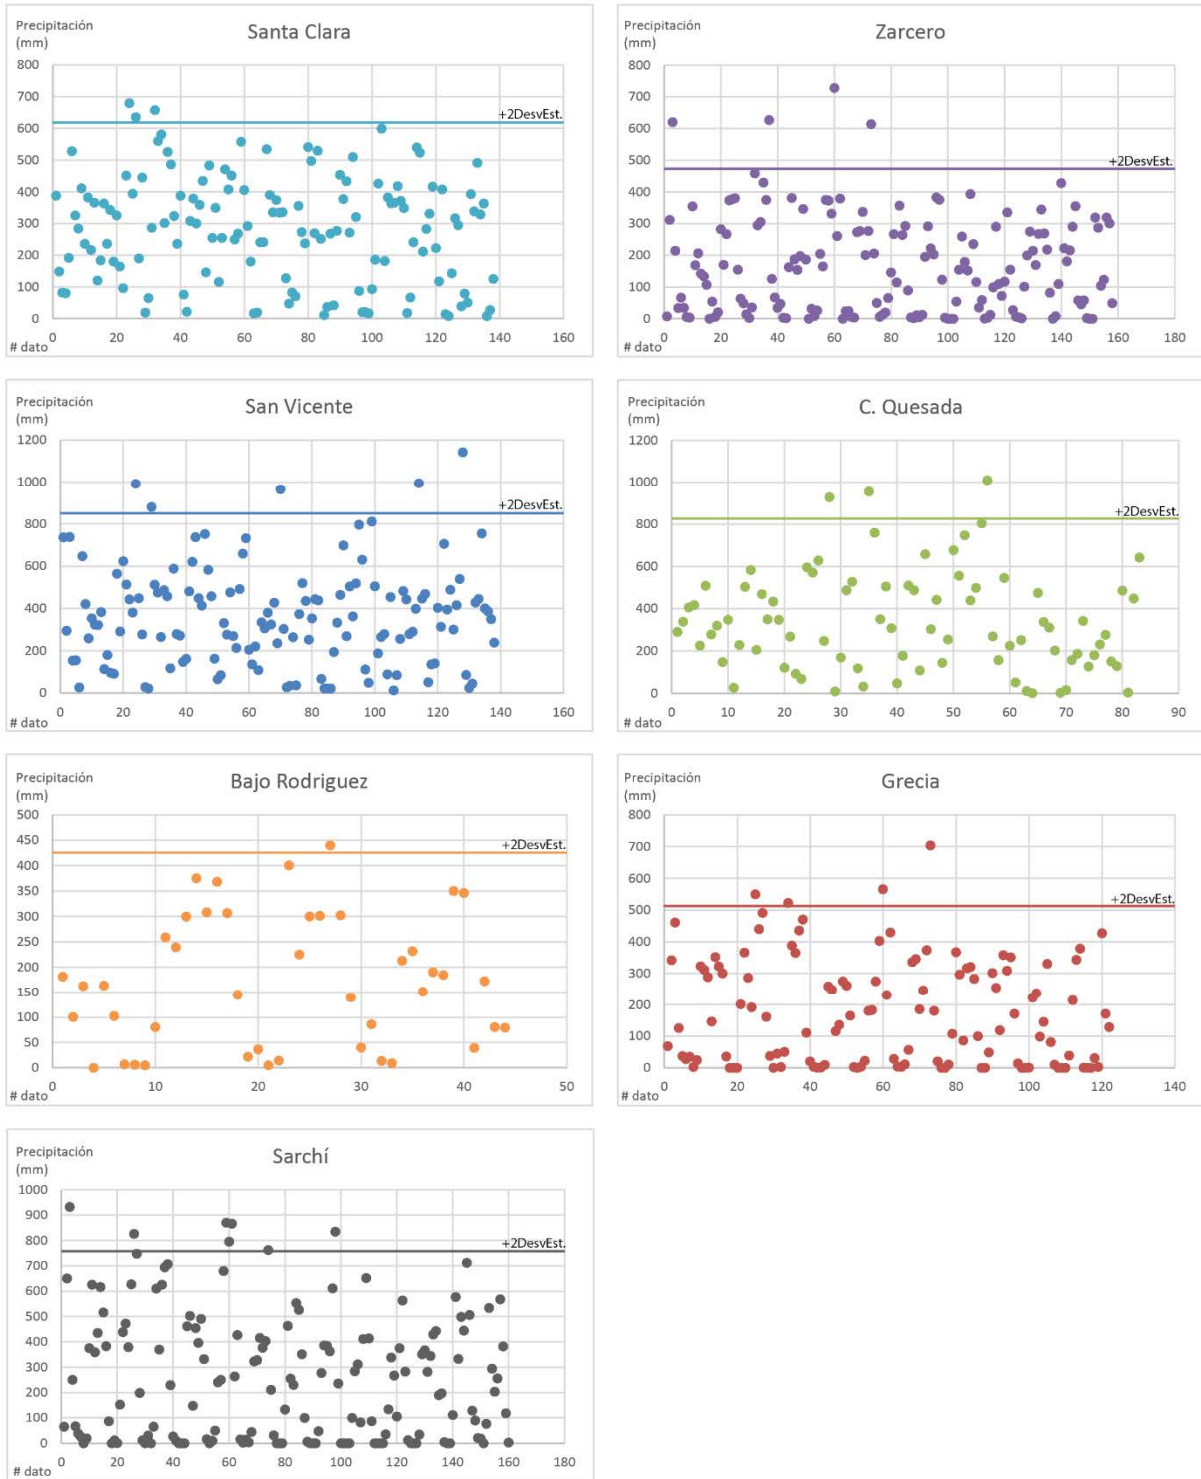 Precipitación
(mm)
Santa Clara
800
700
600
500
400
300
200
100
0
+2DesvEst.
0 20 40 60 80 100 120 140 160
# dato
Precipitación
(mm)
Zarcero
800
700
600
500
400
300
200
100
0
+2DesvEst.
0 20 40 60 80 100 120 140 160 180
# dato
Precipitación
(mm)
San Vicente
1200
1000
800
600
400
200
0
+2DesvEst.
0 20 40 60 80 100 120 140 160
# dato
Precipitación
(mm)
C. Quesada
1200
1000
800
600
400
200
0
+2DesvEst.
0 10 20 30 40 50 60 70 80 90
# dato
Precipitación
(mm)
Bajo Rodriguez
500
450
400
350
300
250
200
150
100
50
0
+2DesvEst.
0 10 20 30 40 50
# dato
Precipitación
(mm)
Grecia
800
700
600
500
400
300
200
100
0
+2DesvEst.
0 20 40 60 80 100 120 140
# dato
Precipitación
(mm)
Sarchí
1000
900
800
700
600
500
400
300
200
100
0
+2DesvEst.
0 20 40 60 80 100 120 140 160 180
# dato